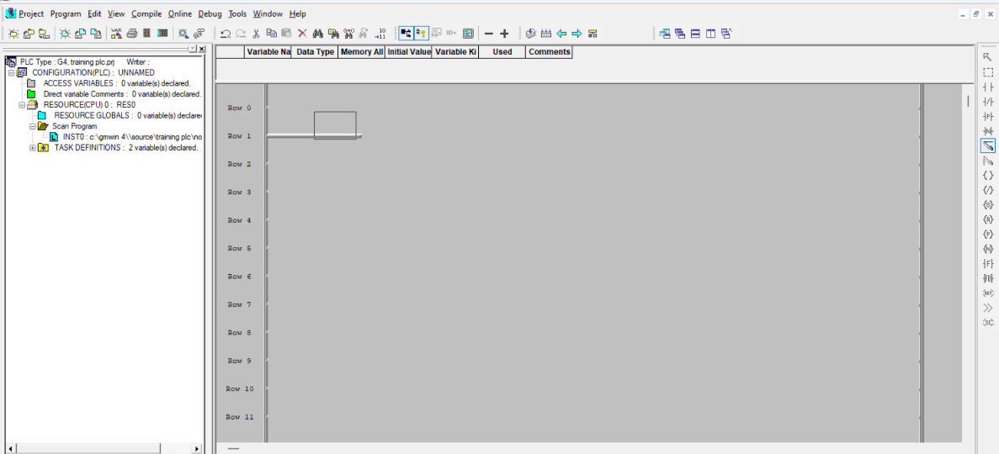 Project Program Edit View Compile Online Debug Tools Window Help
PLC Type : G4, training plc.prj Writer :
CONFIGURATION(PLC) : UNNAMED
ACCESS VARIABLES : 0 variable(s) declared.
Direct variable Comments : 0 variable(s) declared.
RESOURCE(CPU) 0 : RES0
RESOURCE GLOBALS : 0 variable(s) declare
Scan Program
INST0 : c:\gmwin 4\\source\training plc\no
TASK DEFINITIONS : 2 variable(s) declared.
Variable Na Data Type Memory All Initial Value Variable Ki Used Comments
Row 0
Row 1
Row 2
Row 3
Row 4
Row 5
Row 6
Row 7
Row 8
Row 9
Row 10
Row 11